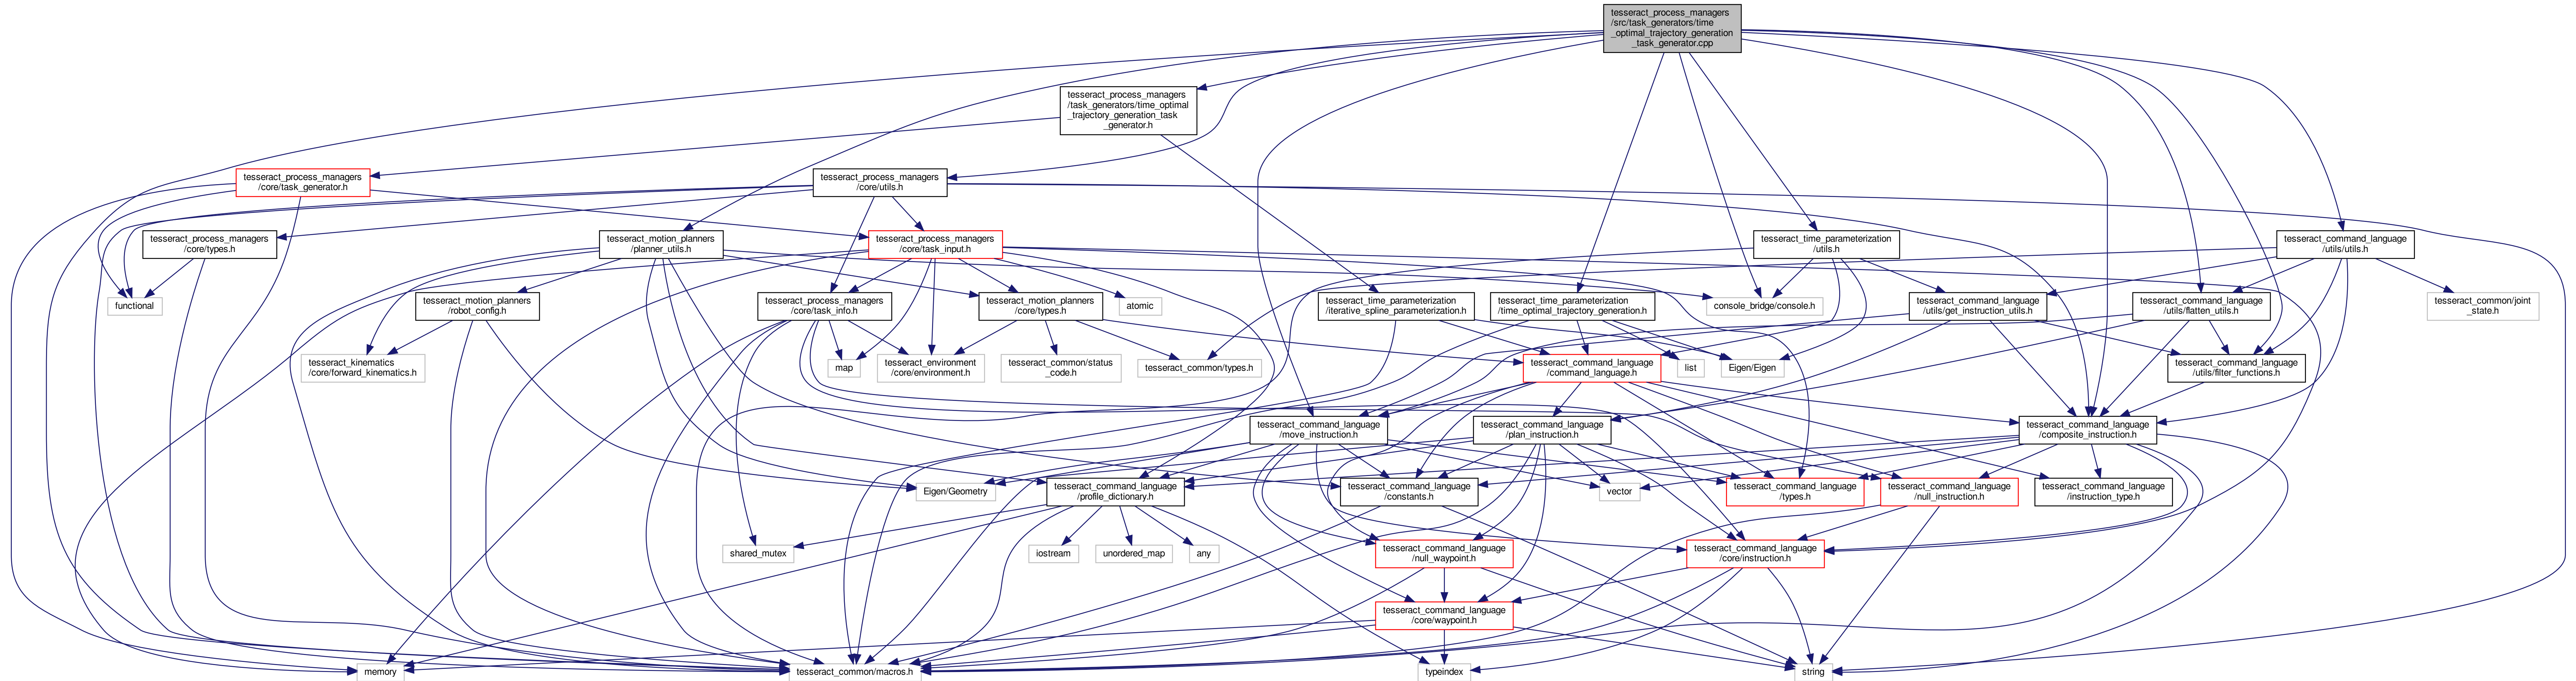 tesseract_process_managers
/src/task_generators/time
_optimal_trajectory_generation
_task_generator.cpp
tesseract_process_managers
/task_generators/time_optimal
_trajectory_generation_task
_generator.h
tesseract_process_managers
/core/task_generator.h
tesseract_process_managers
/core/utils.h
tesseract_process_managers
/core/types.h
tesseract_motion_planners
/planner_utils.h
tesseract_process_managers
/core/task_input.h
tesseract_time_parameterization
/utils.h
tesseract_command_language
/utils/utils.h
functional
tesseract_motion_planners
/robot_config.h
tesseract_process_managers
/core/task_info.h
tesseract_motion_planners
/core/types.h
atomic
tesseract_time_parameterization
/iterative_spline_parameterization.h
tesseract_time_parameterization
/time_optimal_trajectory_generation.h
console_bridge/console.h
tesseract_command_language
/utils/get_instruction_utils.h
tesseract_command_language
/utils/flatten_utils.h
tesseract_common/joint
_state.h
tesseract_kinematics
/core/forward_kinematics.h
map
tesseract_environment
/core/environment.h
tesseract_common/status
_code.h
tesseract_common/types.h
tesseract_command_language
/command_language.h
list
Eigen/Eigen
tesseract_command_language
/utils/filter_functions.h
tesseract_command_language
/move_instruction.h
tesseract_command_language
/plan_instruction.h
tesseract_command_language
/composite_instruction.h
Eigen/Geometry
tesseract_command_language
/profile_dictionary.h
vector
tesseract_command_language
/constants.h
tesseract_command_language
/types.h
tesseract_command_language
/null_instruction.h
tesseract_command_language
/instruction_type.h
shared_mutex
iostream
unordered_map
any
tesseract_command_language
/null_waypoint.h
tesseract_command_language
/core/instruction.h
tesseract_command_language
/core/waypoint.h
memory
tesseract_common/macros.h
typeindex
string